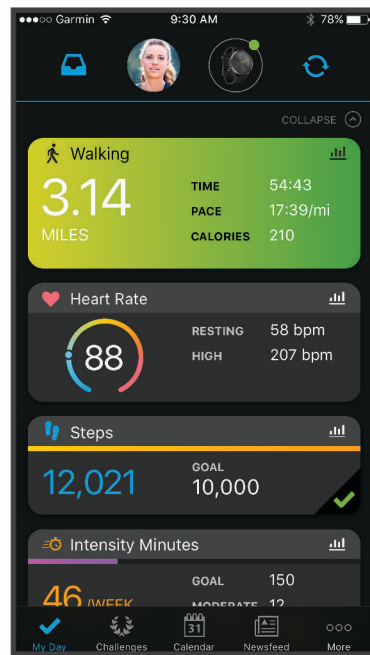 Garmin 9:30 AM 78%
COLLAPSE
Walking
3.14
MILES
TIME 54:43
PACE 17:39/mi
CALORIES 210
Heart Rate
88
RESTING 58 bpm
HIGH 207 bpm
Steps
12,021
GOAL
10,000
Intensity Minutes
46 /WEEK
GOAL 150
MODERATE 12
31
My Day Challenges Calendar Newsfeed More